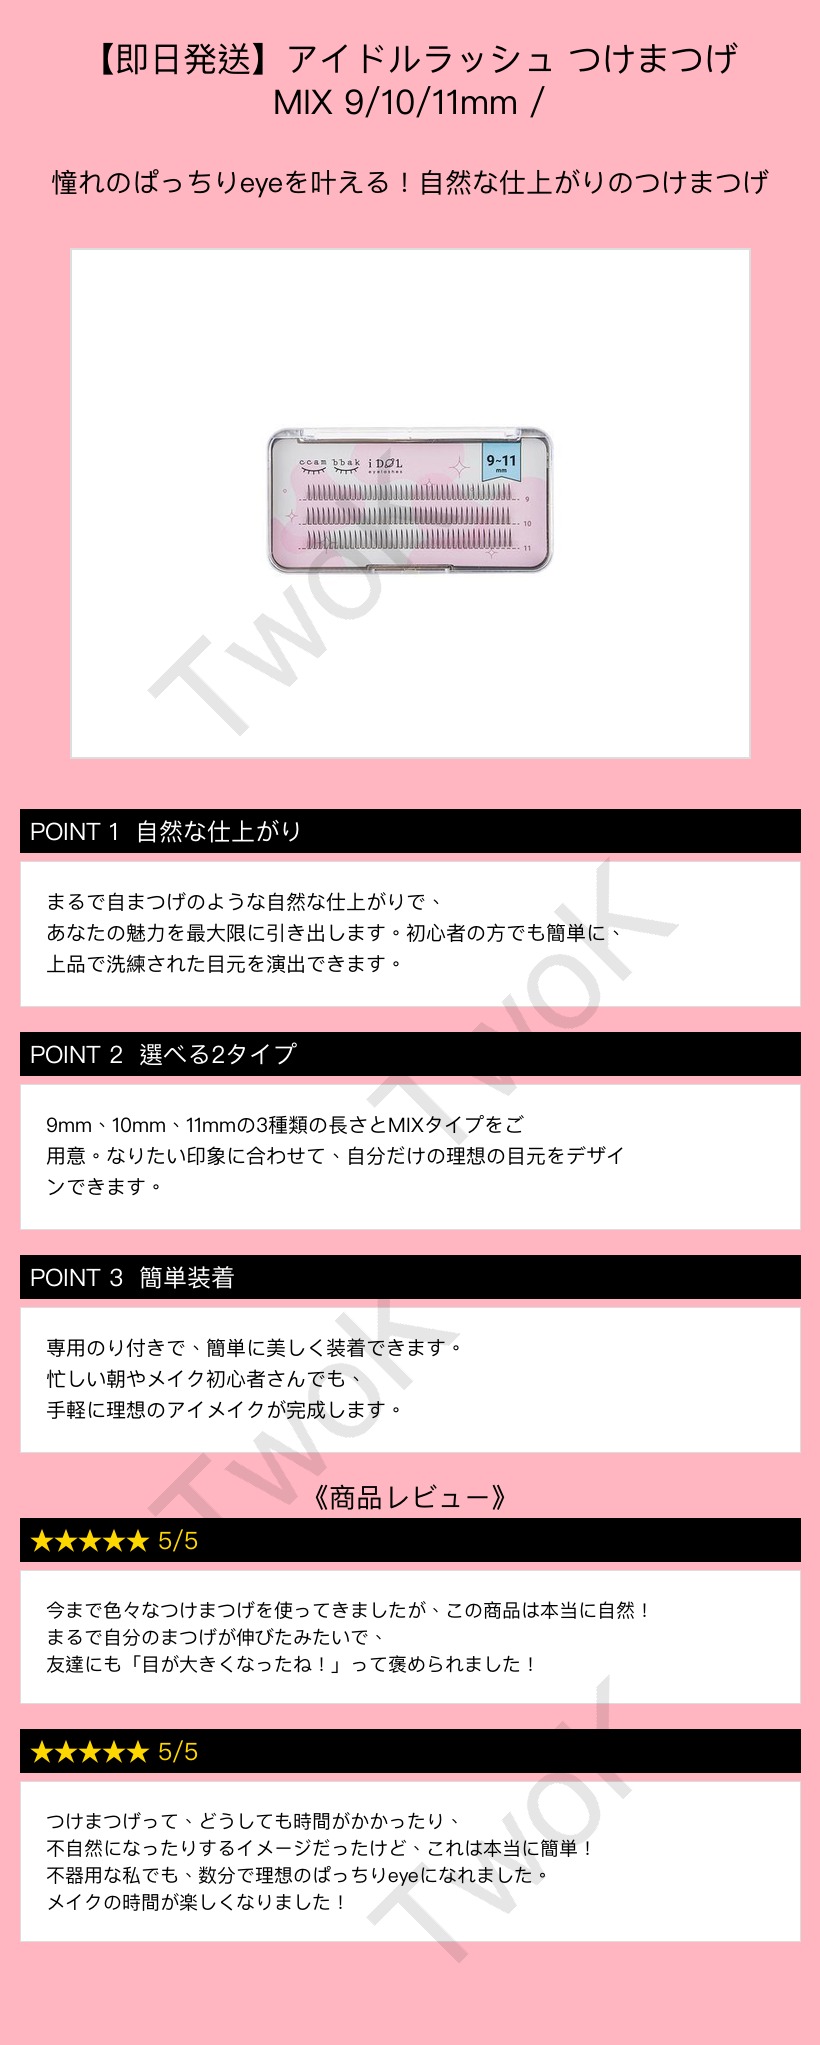 【即日発送】アイドルラッシュ つけまつげ
MIX 9/10/11mm /
憧れのぱっちりeyeを叶える！自然な仕上がりのつけまつげ
ccam bbak iDOL
eyelashes
9~11
mm
9
10
11
TwoK
POINT 1 自然な仕上がり
まるで自まつげのような自然な仕上がりで、
あなたの魅力を最大限に引き出します。初心者の方でも簡単に、
上品で洗練された目元を演出できます。
TwoK
POINT 2 選べる2タイプ
9mm、10mm、11mmの3種類の長さとMIXタイプをご
用意。なりたい印象に合わせて、自分だけの理想の目元をデザイ
ンできます。
POINT 3 簡単装着
専用のり付きで、簡単に美しく装着できます。
忙しい朝やメイク初心者さんでも、
手軽に理想のアイメイクが完成します。
TwoK
《商品レビュー》
★★★★★ 5/5
今まで色々なつけまつげを使ってきましたが、この商品は本当に自然！
まるで自分のまつげが伸びたみたいで、
友達にも「目が大きくなったね！」って褒められました！
★★★★★ 5/5
つけまつげって、どうしても時間がかかったり、
不自然になったりするイメージだったけど、これは本当に簡単！
不器用な私でも、数分で理想のぱっちりeyeになれました。
メイクの時間が楽しくなりました！
TwoK